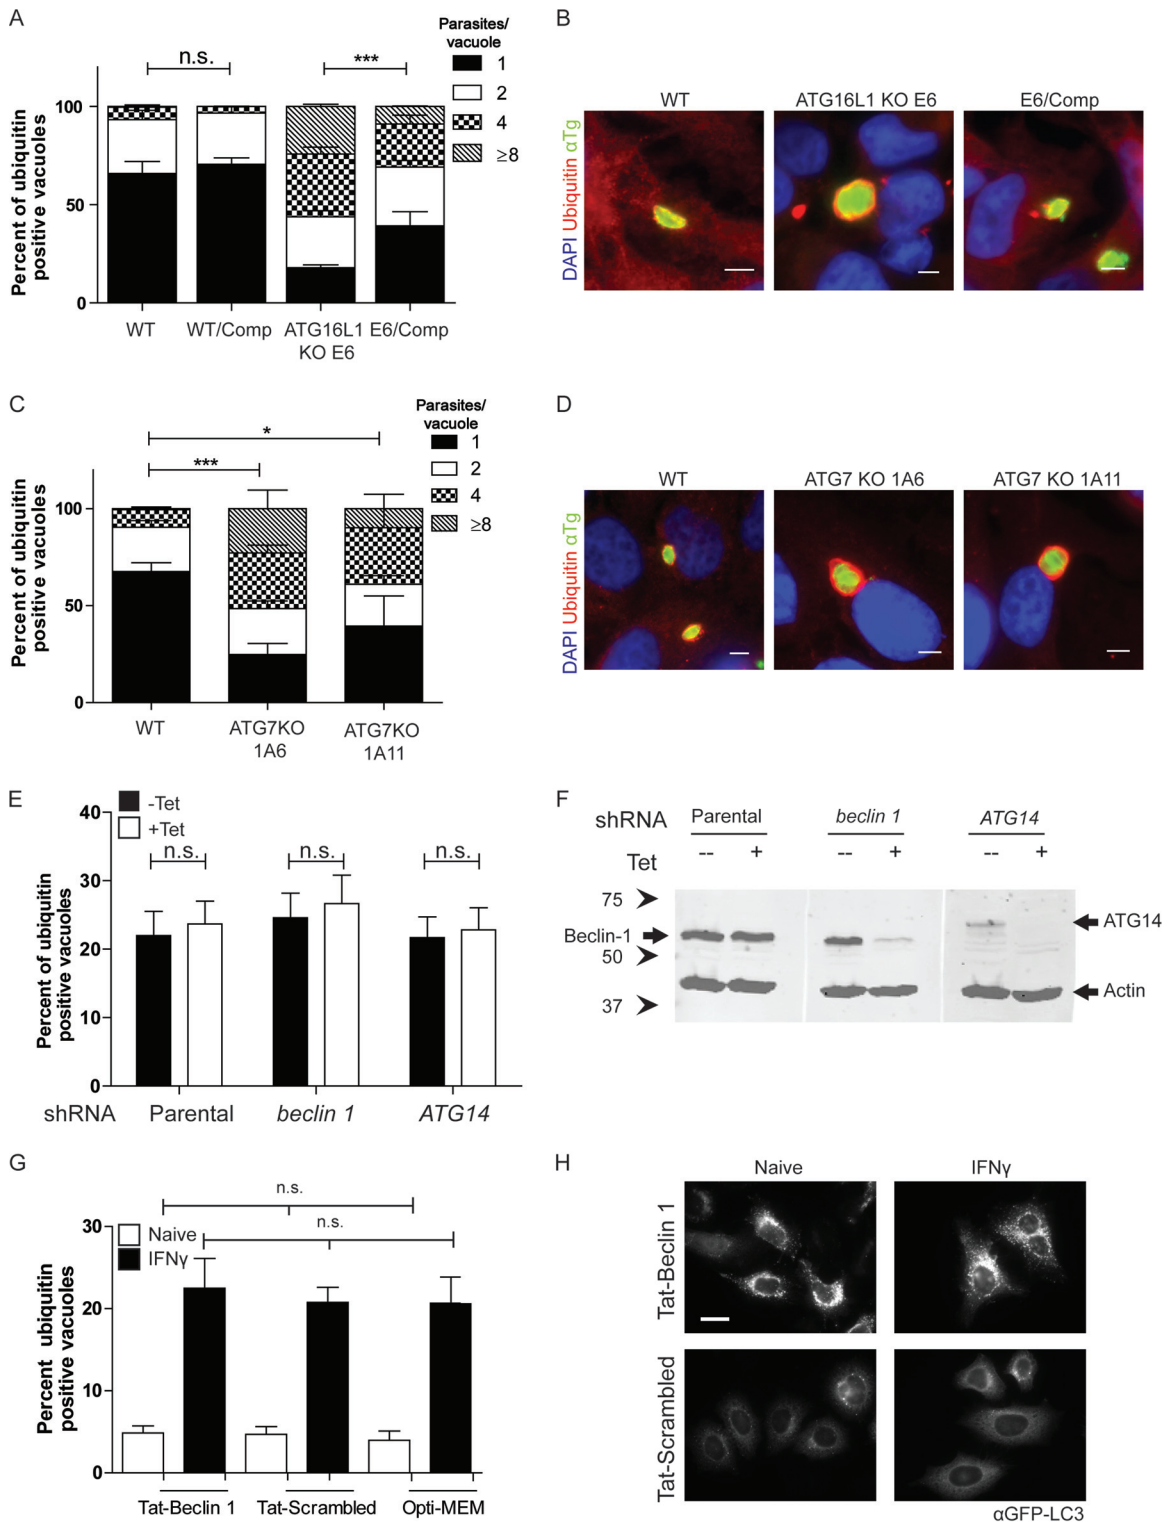 A
Parasites/
vacuole
1
2
4
≥8
n.s.
***
Percent of ubiquitin
positive vacuoles
100
50
0
WT
WT/Comp
ATG16L1
KO E6
E6/Comp
B
WT
ATG16L1 KO E6
E6/Comp
DAPI Ubiquitin αTg
C
Parasites/
vacuole
1
2
4
≥8
*
***
Percent of ubiquitin
positive vacuoles
100
50
0
WT
ATG7KO
1A6
ATG7KO
1A11
D
WT
ATG7 KO 1A6
ATG7 KO 1A11
DAPI Ubiquitin αTg
E
-Tet
+Tet
n.s.
n.s.
n.s.
Percent of ubiquitin
positive vacuoles
40
30
20
10
0
shRNA
Parental
beclin 1
ATG14
F
shRNA
Parental
beclin 1
ATG14
Tet
--
+
--
+
--
+
75
Beclin-1
50
37
ATG14
Actin
G
n.s.
n.s.
Naive
IFNγ
Percent ubiquitin
positive vacuoles
30
20
10
0
Tat-Beclin 1
Tat-Scrambled
Opti-MEM
H
Naive
IFNγ
Tat-Beclin 1
Tat-Scrambled
αGFP-LC3